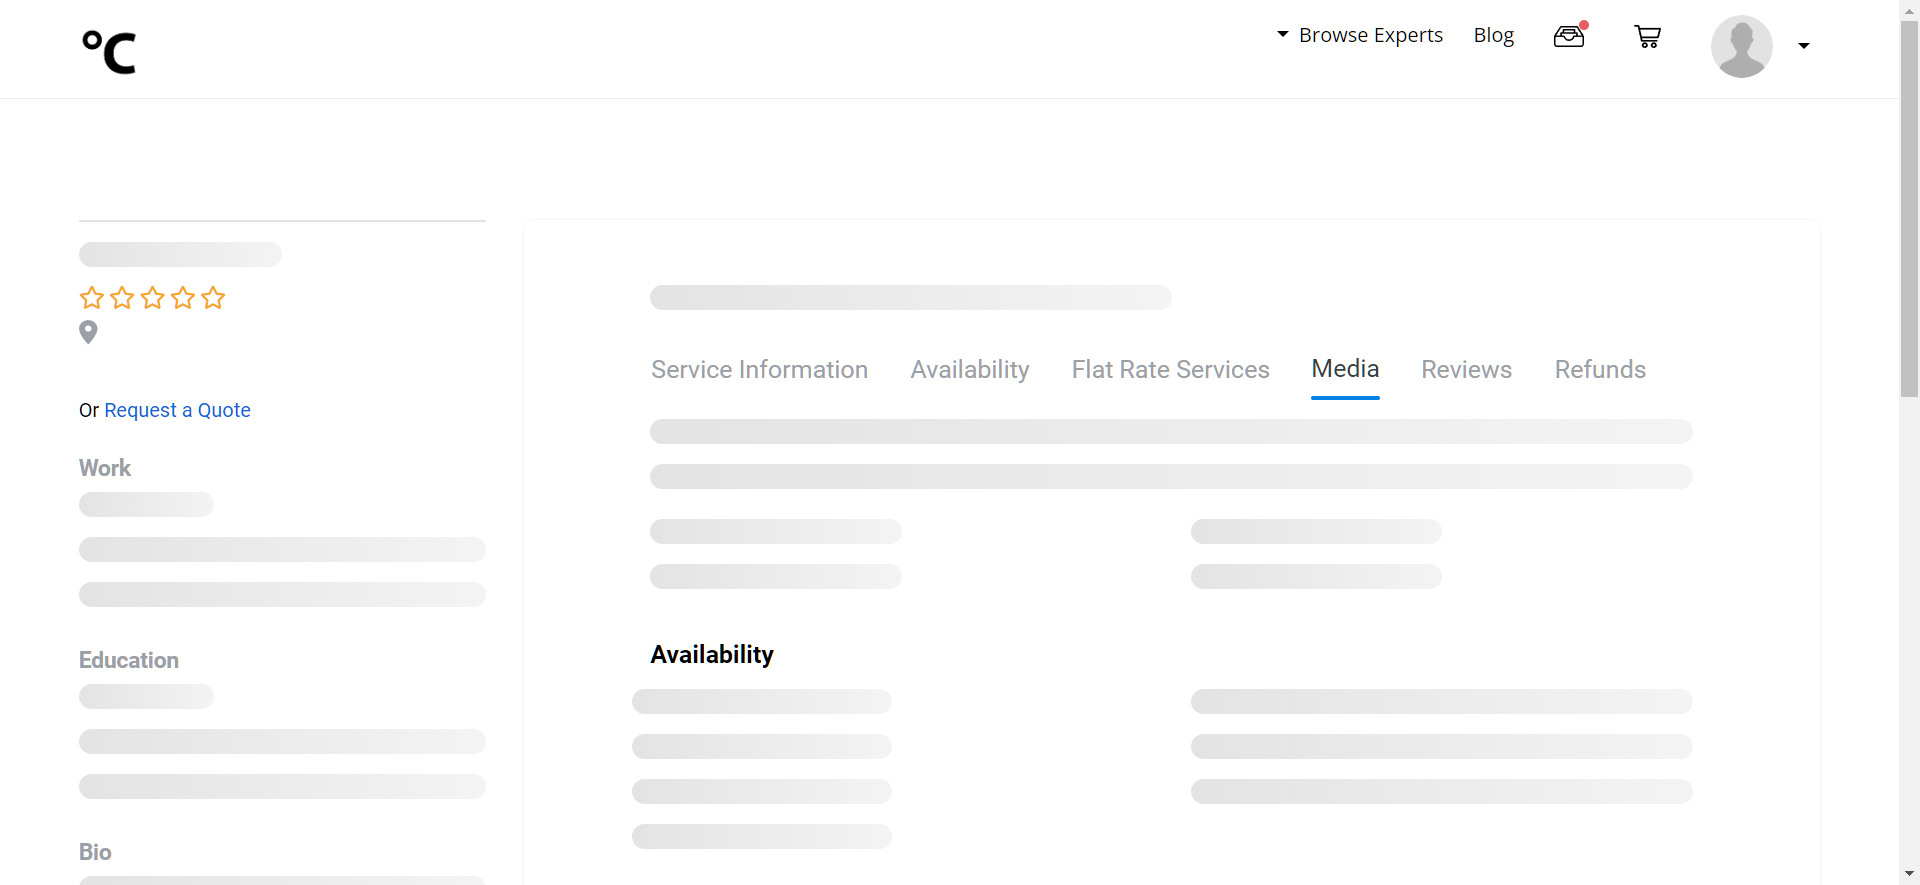 °C
Browse Experts Blog
Or Request a Quote
Work
Education
Bio
Service Information Availability Flat Rate Services Media Reviews Refunds
Availability